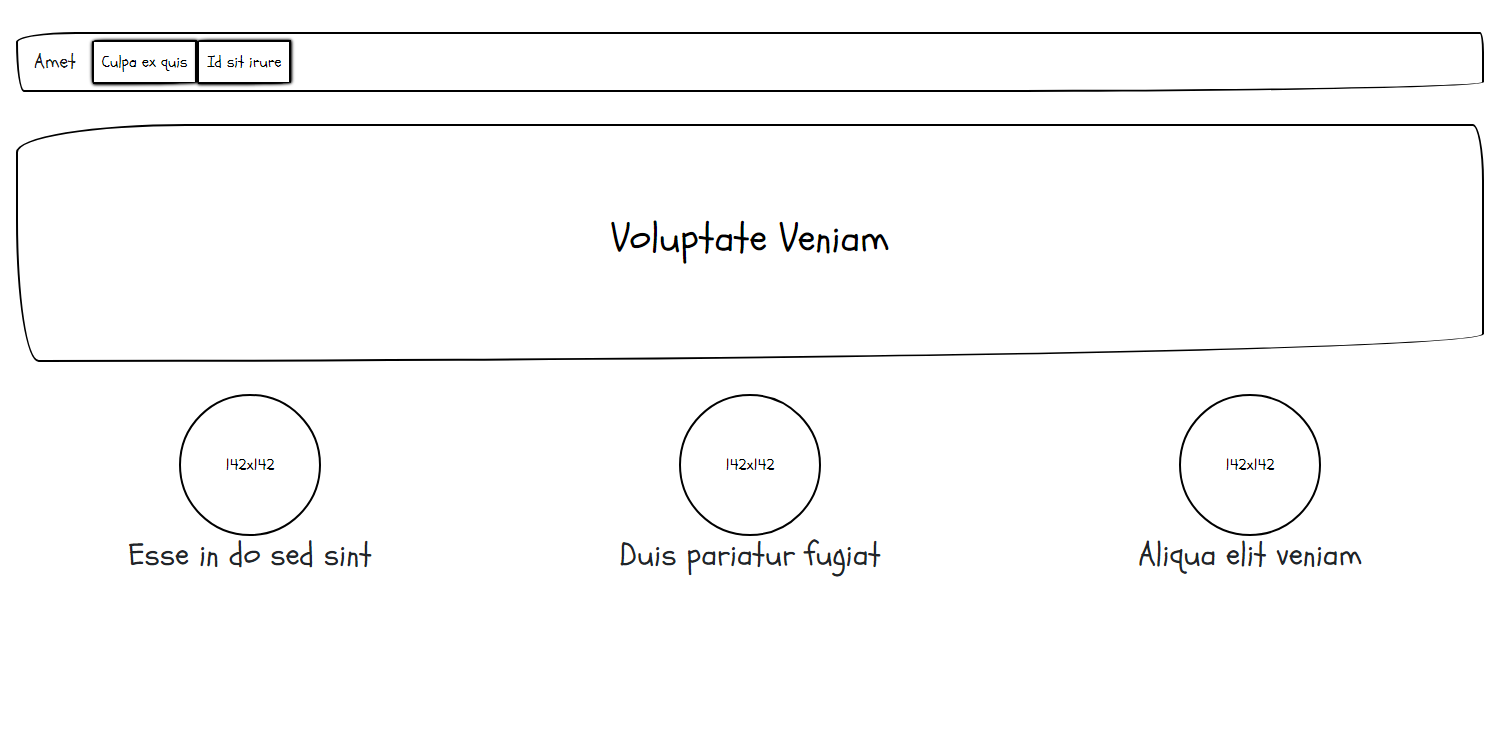 Amet Culpa ex quis Id sit irure
Voluptate Veniam
142x142 142x142 142x142
Esse in do sed sint Duis pariatur fugiat Aliqua elit veniam